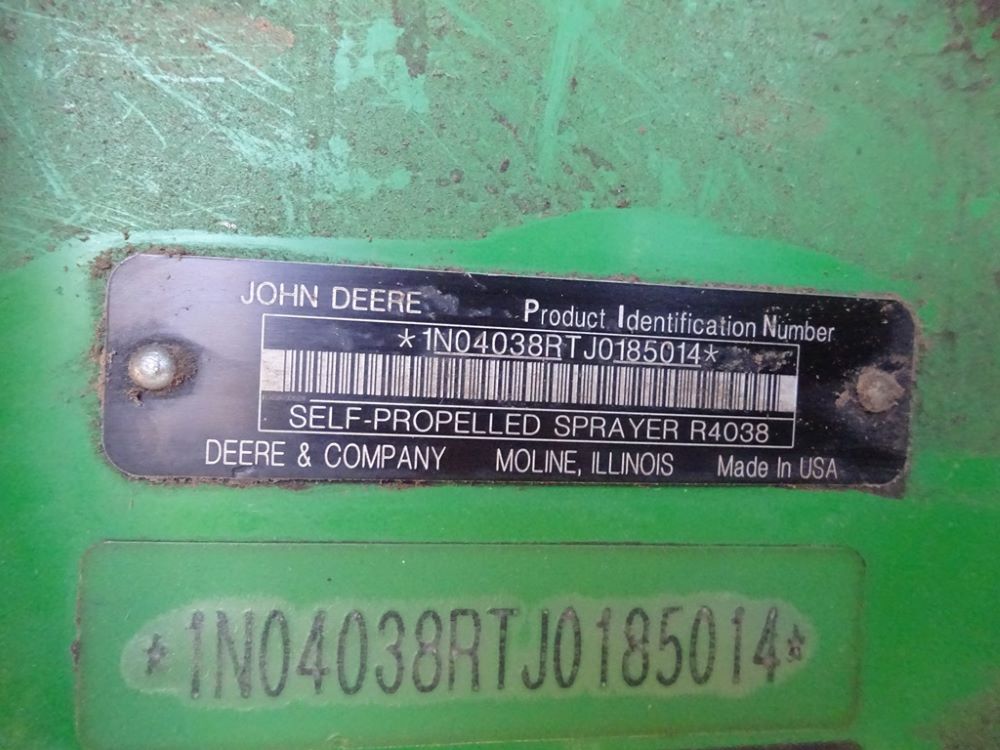 JOHN DEERE Product Identification Number
*1N04038RTJ0185014*
SELF-PROPELLED SPRAYER R4038
DEERE & COMPANY MOLINE, ILLINOIS Made In USA
*1N04038RTJ0185014*